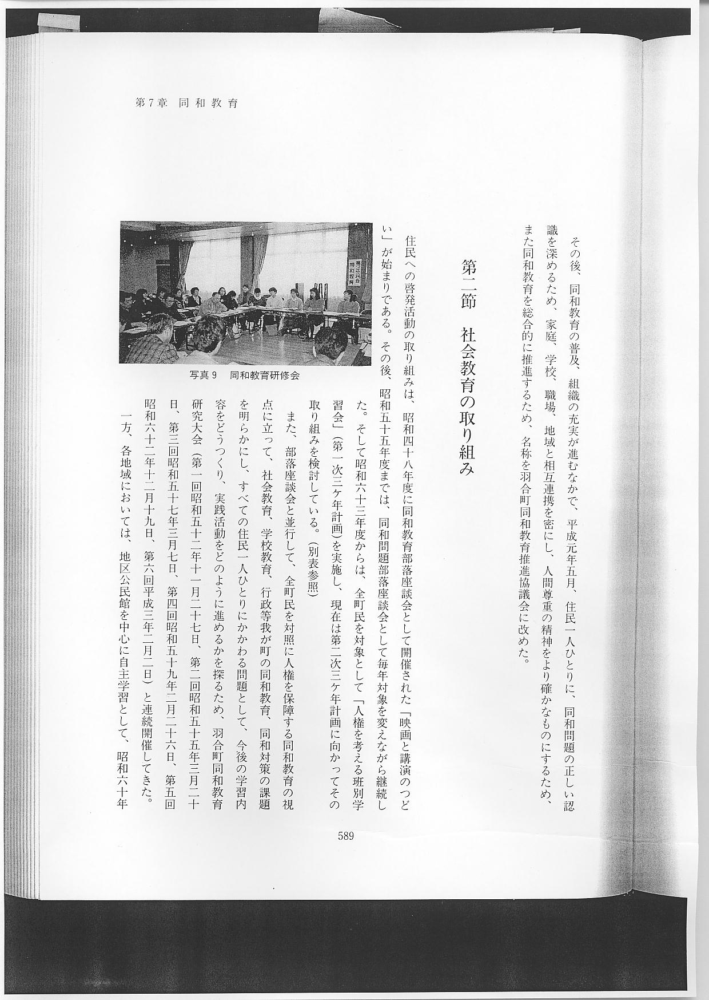 第7章 同和教育
その後、同和教育の普及、組織の充実が進むなかで、平成元年五月、住民一人ひとりに、同和問題の正しい認
識を深めるため、家庭、学校、職場、地域と相互連携を密にし、人間尊重の精神をより確かなものにするため、
また同和教育を総合的に推進するため、名称を羽合町同和教育推進協議会に改めた。
第二節 社会教育の取り組み
住民への啓発活動の取り組みは、昭和四十八年度に同和教育部落座談会として開催された「映画と講演のつど
い」が始まりである。その後、昭和五十五年度までは、同和問題部落座談会として毎年対象を変えながら継続し
た。そして昭和六十三年度からは、全町民を対象として「人権を考える班別学
習会」（第一次三ケ年計画）を実施し、現在は第二次三ケ年計画に向かってその
取り組みを検討している。（別表参照）
また、部落座談会と並行して、全町民を対照に人権を保障する同和教育の視
点に立って、社会教育、学校教育、行政等我が町の同和教育、同和対策の課題
を明らかにし、すべての住民一人ひとりにかかわる問題として、今後の学習内
容をどうつくり、実践活動をどのように進めるかを探るため、羽合町同和教育
研究大会（第一回昭和五十二年十一月二十七日、第二回昭和五十五年三月二十
日、第三回昭和五十七年三月七日、第四回昭和五十九年二月二十六日、第五回
昭和六十二年十二月十九日、第六回平成三年二月二日）と連続開催してきた。
一方、各地域においては、地区公民館を中心に自主学習として、昭和六十年
同和教育
写真9 同和教育研修会
589